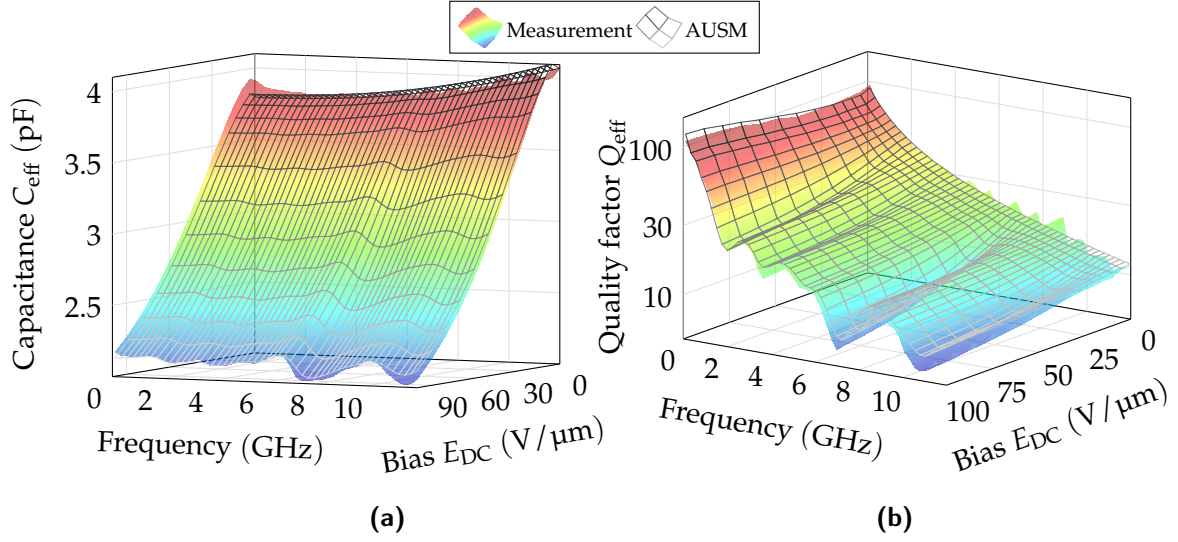 Measurement AUSM
Capacitance C_eff (pF)
4
3.5
3
2.5
0 2 4 6 8 10
Frequency (GHz)
90 60 30 0
Bias E_DC (V/μm)
(a)
Quality factor Q_eff
100
30
10
0 2 4 6 8 10
Frequency (GHz)
100 75 50 25 0
Bias E_DC (V/μm)
(b)